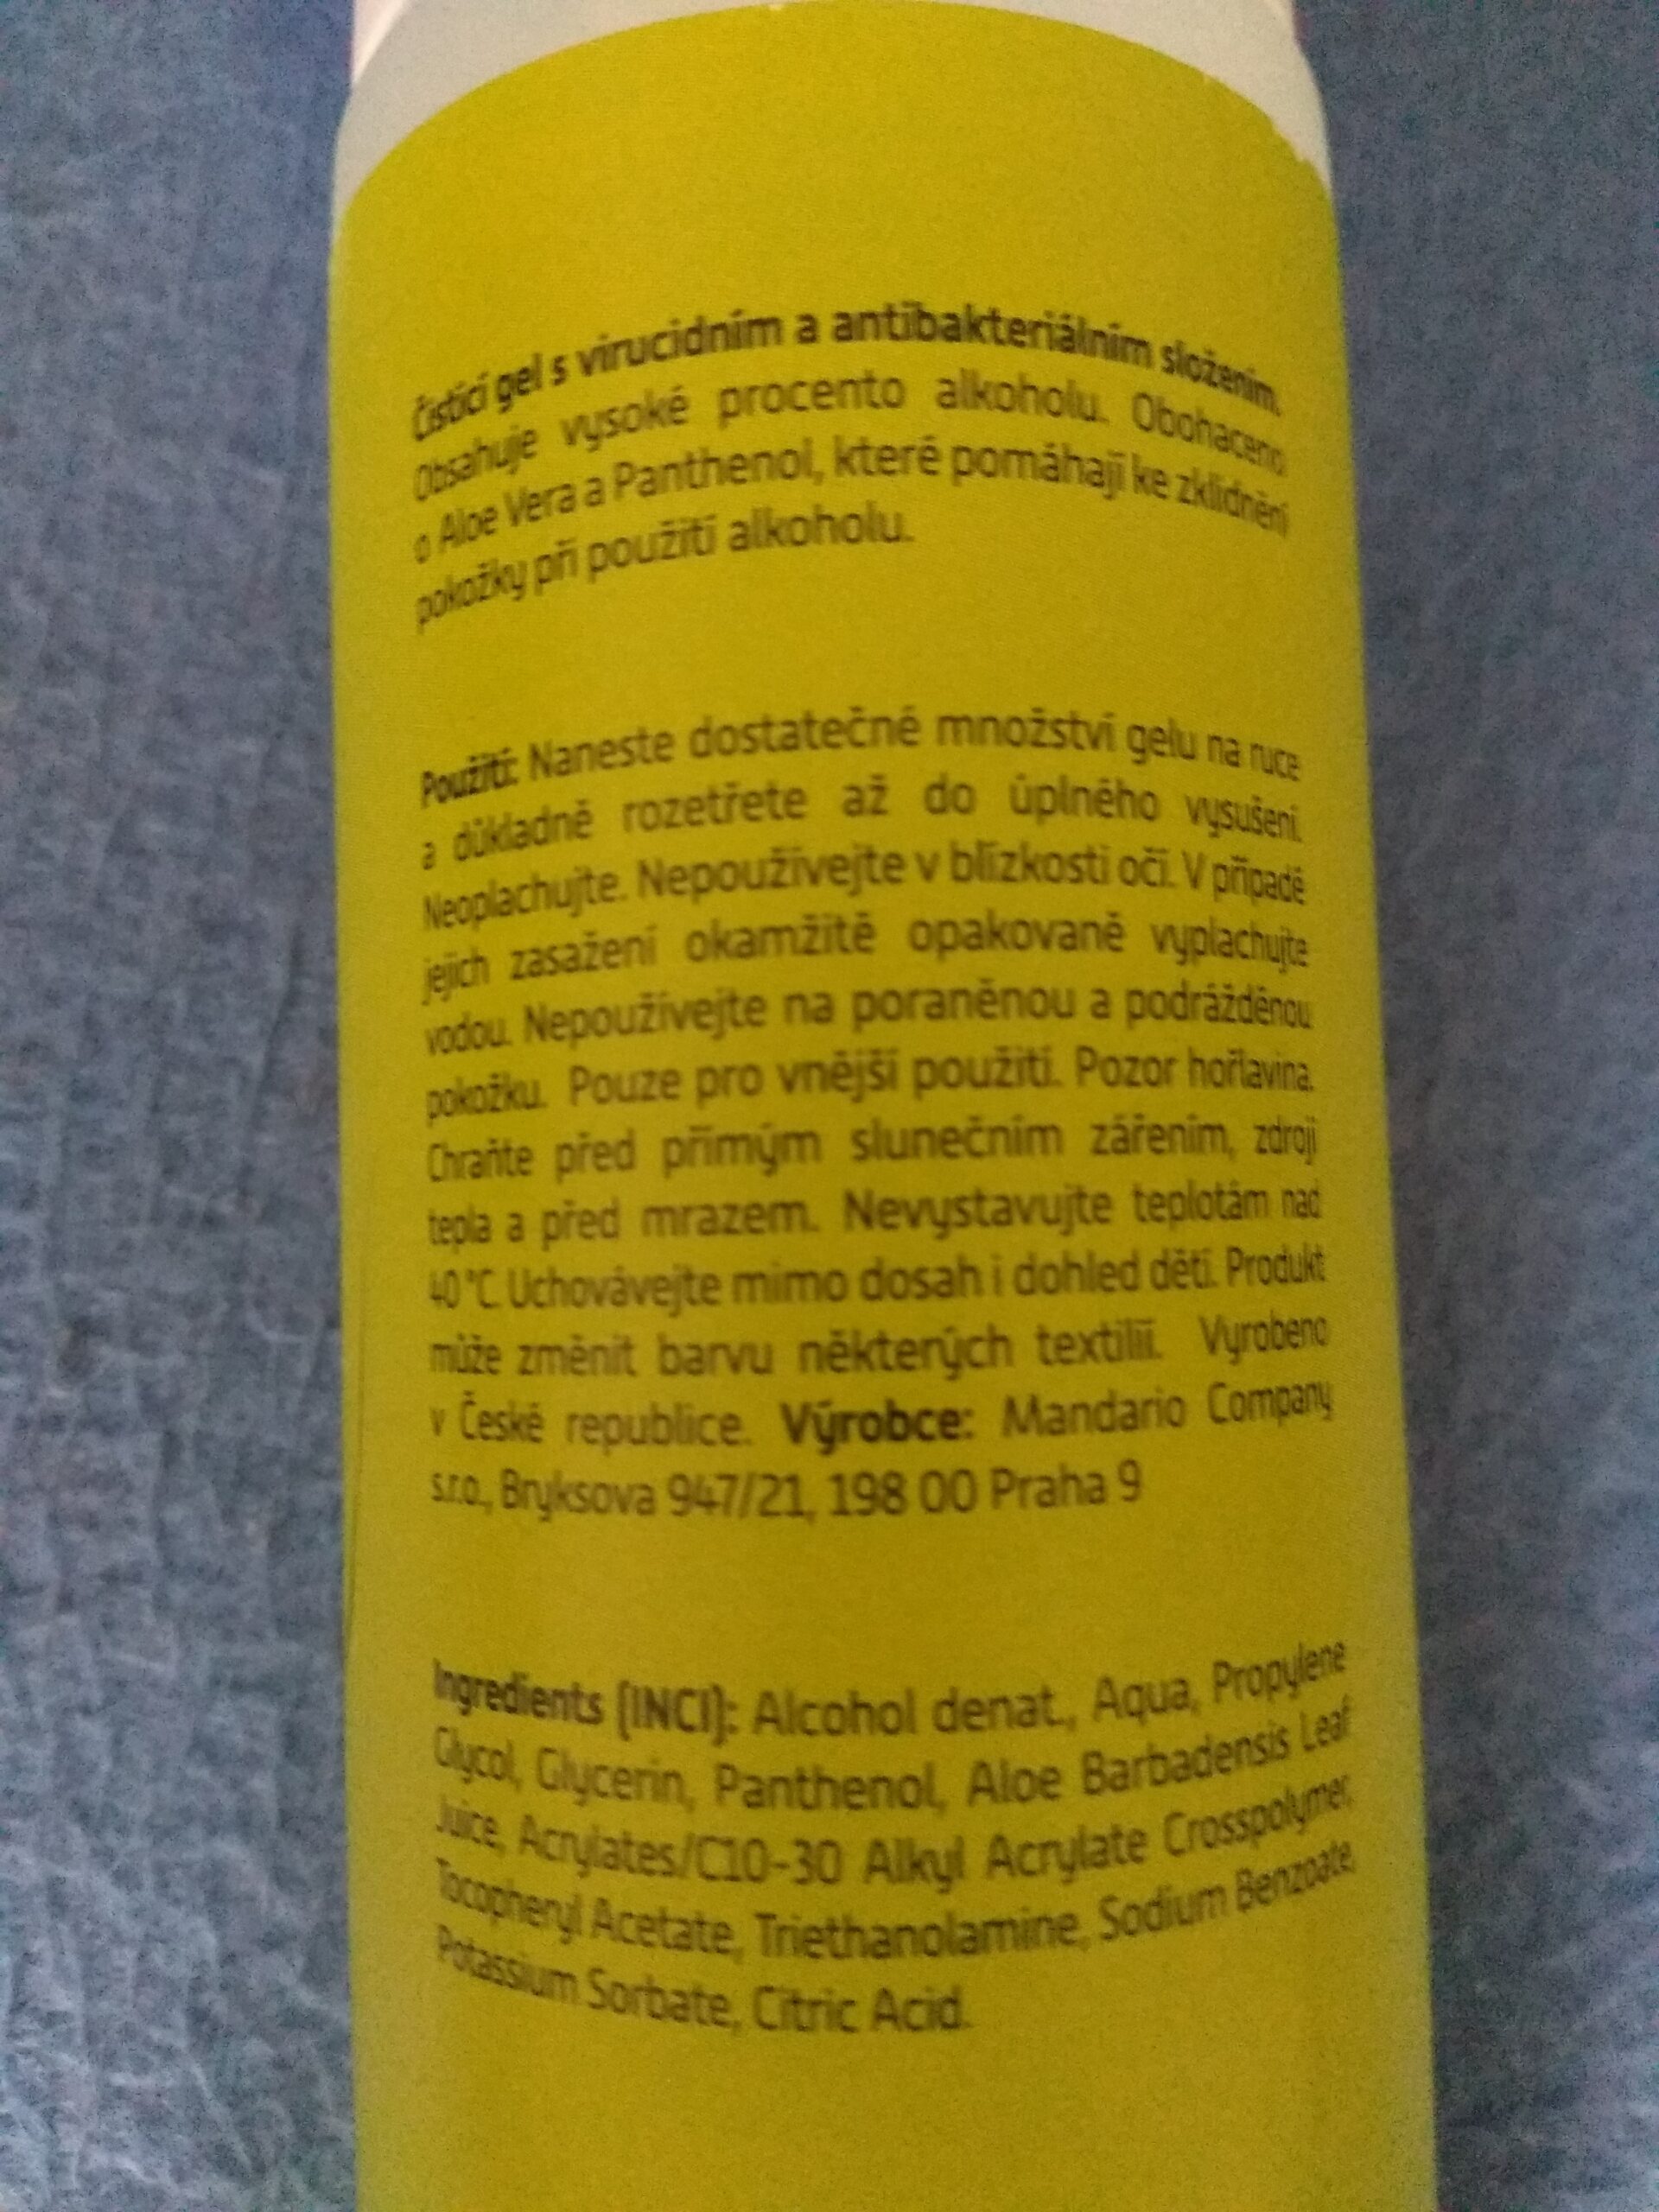 Čistící gel s virucidním a antibakteriálním složením.
Obsahuje vysoké procento alkoholu. Obohaceno
o Aloe Vera a Panthenol, které pomáhají ke zklidnění
pokožky při použití alkoholu.
Použití: Naneste dostatečné množství gelu na ruce
a důkladně rozetřete až do úplného vysušení.
Neoplachujte. Nepoužívejte v blízkosti očí. V případě
jejich zasažení okamžitě opakovaně vyplachujte
vodou. Nepoužívejte na poraněnou a podrážděnou
pokožku. Pouze pro vnější použití. Pozor hořlavina.
Chraňte před přímým slunečním zářením, zdroji
tepla a před mrazem. Nevystavujte teplotám nad
40 °C. Uchovávejte mimo dosah i dohled dětí. Produkt
může změnit barvu některých textilií. Vyrobeno
v České republice. Výrobce: Mandario Company
s.r.o., Bryksova 947/21, 198 00 Praha 9
Ingredients (INCI): Alcohol denat., Aqua, Propylene
Glycol, Glycerin, Panthenol, Aloe Barbadensis Leaf
Juice, Acrylates/C10-30 Alkyl Acrylate Crosspolymer,
Tocopheryl Acetate, Triethanolamine, Sodium Benzoate,
Potassium Sorbate, Citric Acid.